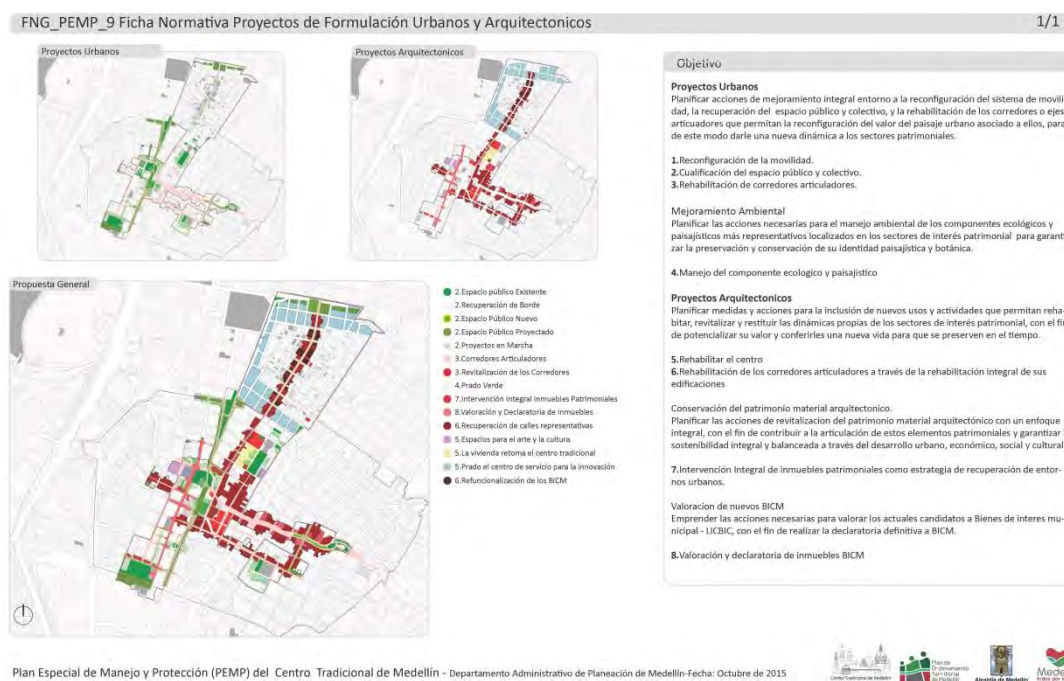 FNG_PEMP_9 Ficha Normativa Proyectos de Formulación Urbanos y Arquitectonicos
1/1
Proyectos Urbanos
Proyectos Arquitectonicos
Propuesta General
2.Espacio público Existente
2.Recuperación de Borde
2.Espacio Público Nuevo
2.Espacio Público Proyectado
2.Proyectos en Marcha
3.Corredores Articuladores
3.Revitalización de los Corredores
4.Prado Verde
7.Intervención Integral Inmuebles Patrimoniales
8.Valoración y Declaratoria de Inmuebles
6.Recuperación de calles representativas
5.Espacios para el arte y la cultura
5.La vivienda retoma el centro tradicional
5.Prado el centro de servicio para la innovación
6.Refuncionalización de los BICM
Objetivo
Proyectos Urbanos
Planificar acciones de mejoramiento integral entorno a la reconfiguración del sistema de movili
dad, la recuperación del espacio público y colectivo, y la rehabilitación de los corredores o ejes
articuadores que permitan la reconfiguración del valor del paisaje urbano asociado a ellos, para
de este modo darle una nueva dinámica a los sectores patrimoniales.
1.Reconfiguración de la movilidad.
2.Cualificación del espacio público y colectivo.
3.Rehabilitación de corredores articuladores.
Mejoramiento Ambiental
Planificar las acciones necesarias para el manejo ambiental de los componentes ecológicos y
paisajísticos más representativos localizados en los sectores de interés patrimonial para garanti
zar la preservación y conservación de su identidad paisajística y botánica.
4.Manejo del componente ecologico y paisajístico
Proyectos Arquitectonicos
Planificar medidas y acciones para la inclusión de nuevos usos y actividades que permitan reha-
bitar, revitalizar y restituir las dinámicas propias de los sectores de interés patrimonial, con el fin
de potencializar su valor y conferirles una nueva vida para que se preserven en el tiempo.
5.Rehabilitar el centro
6.Rehabilitación de los corredores articuladores a través de la rehabilitación integral de sus
edificaciones
Conservación del patrimonio material arquitectonico.
Planificar las acciones de revitalizacion del patrimonio material arquitectónico con un enfoque
integral, con el fin de contribuir a la articulación de estos elementos patrimoniales y garantizar
sostenibilidad integral y balanceada a través del desarrollo urbano, económico, social y cultural
7.Intervención Integral de inmuebles patrimoniales como estrategia de recuperación de entor-
nos urbanos.
Valoracion de nuevos BICM
Emprender las acciones necesarias para valorar los actuales candidatos a Bienes de interes mu-
nicipal - LICBIC, con el fin de realizar la declaratoria definitiva a BICM.
8.Valoración y declaratoria de inmuebles BICM
Plan Especial de Manejo y Protección (PEMP) del Centro Tradicional de Medellín - Departamento Administrativo de Planeación de Medellín-Fecha: Octubre de 2015
Centro Tradicional de Medellín
Plan de
Ordenamiento
Territorial
de Medellín
Alcaldía de Medellín
Medel